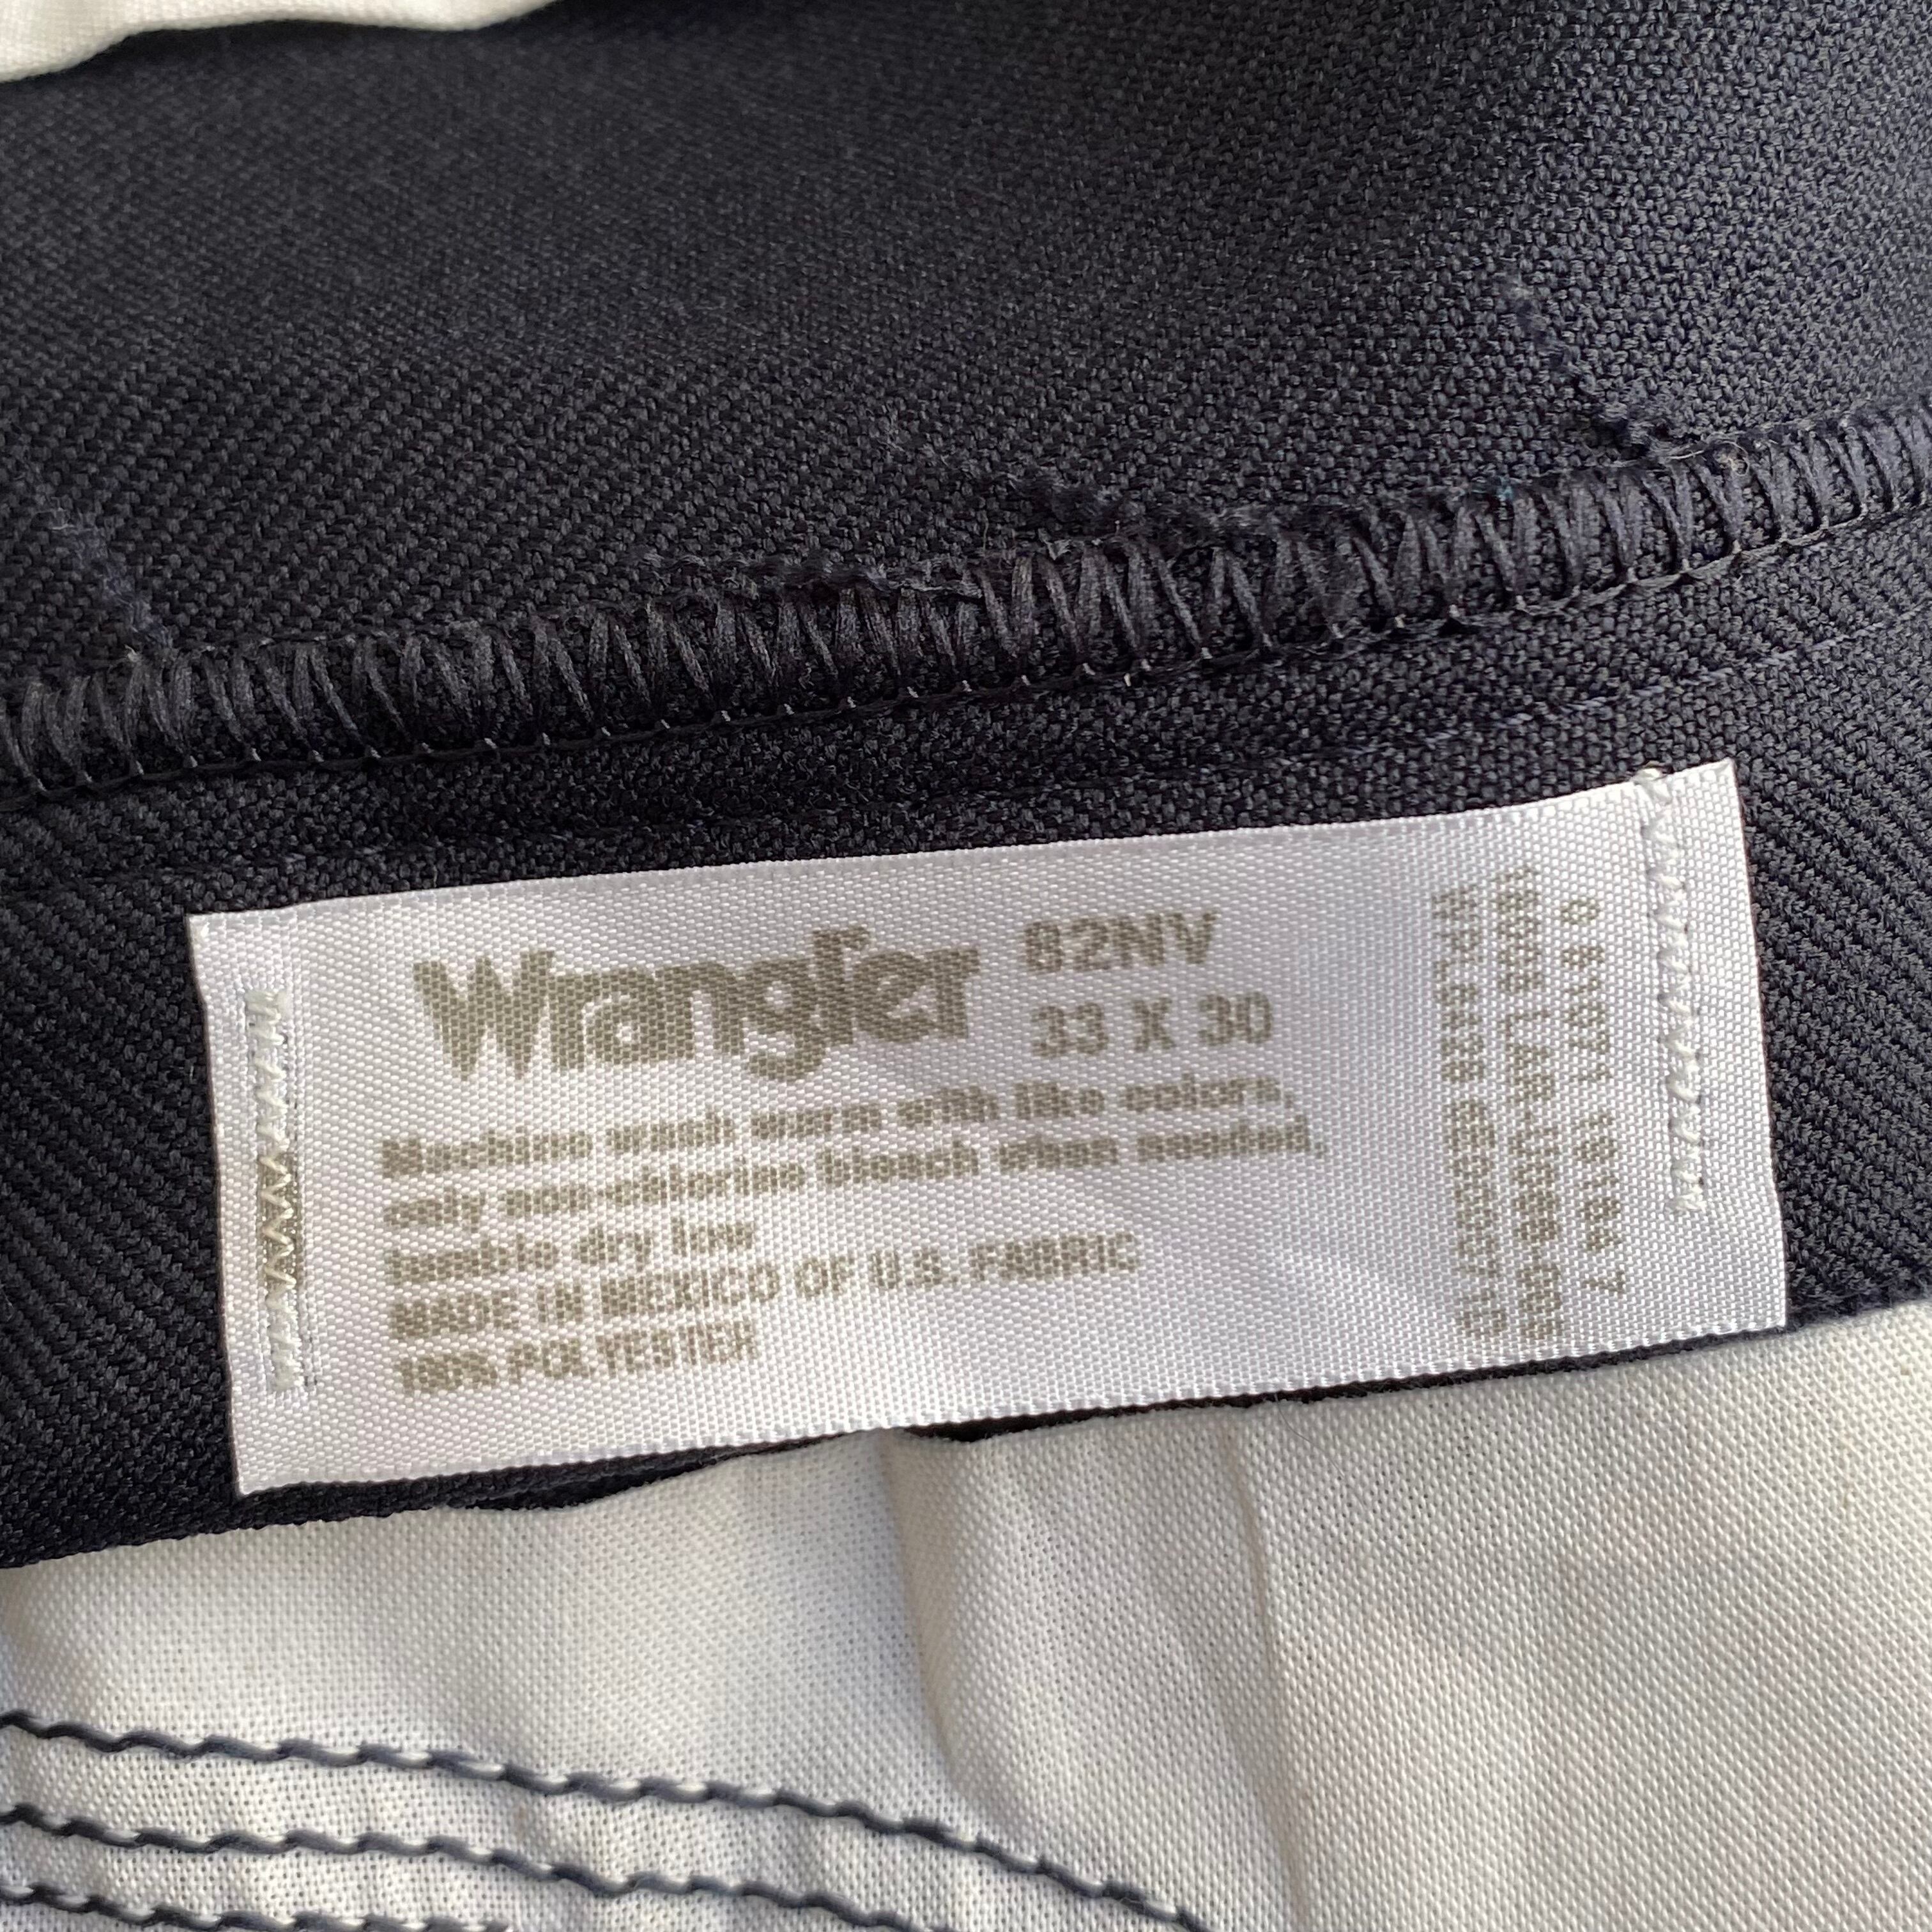 Wrangler 82NV
33 X 30
Machine wash warm with like colors,
only non-chlorine bleach when needed.
tumble dry low
MADE IN MEXICO OF U.S. FABRIC
100% POLYESTER